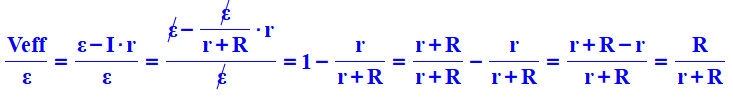 Veff/ε = (ε−I·r)/ε = (ε−ε/(r+R)·r)/ε = 1−r/(r+R) = (r+R)/(r+R) − r/(r+R) = (r+R−r)/(r+R) = R/(r+R)